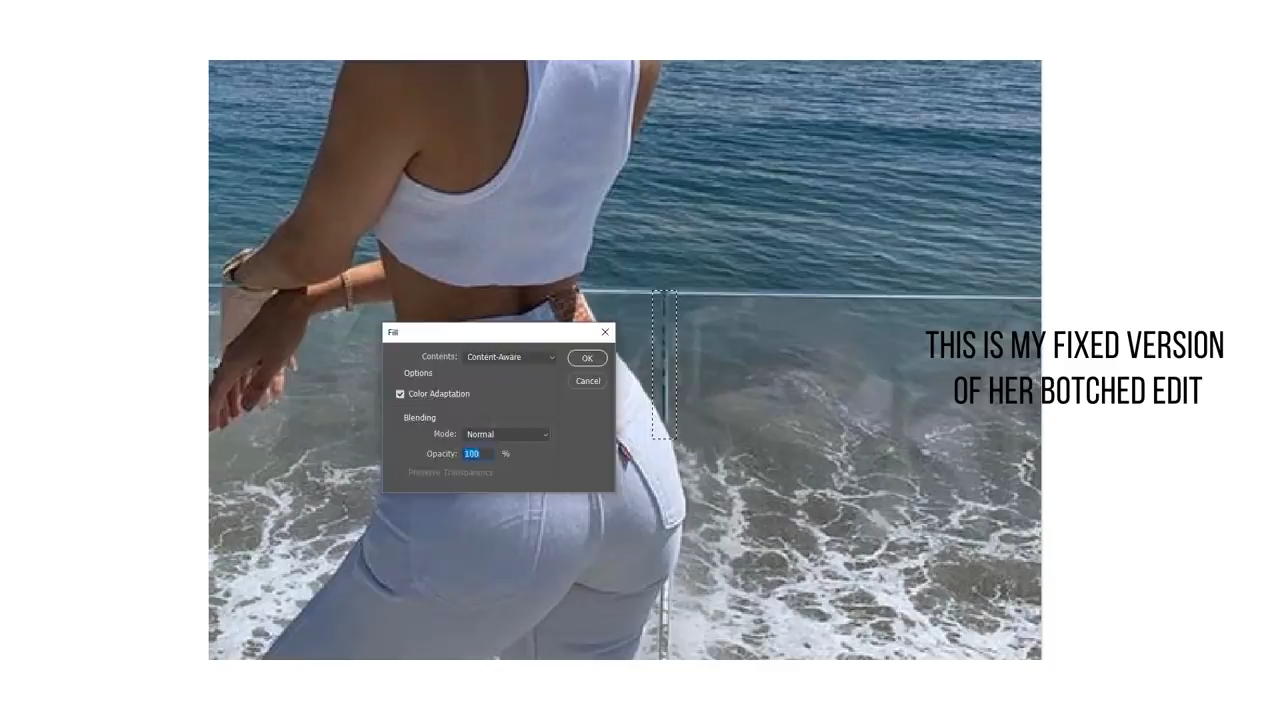 Fill
Contents: Content-Aware
OK
Options
Cancel
Color Adaptation
Blending
Mode: Normal
Opacity: 100 %
Preserve Transparency
THIS IS MY FIXED VERSION
OF HER BOTCHED EDIT